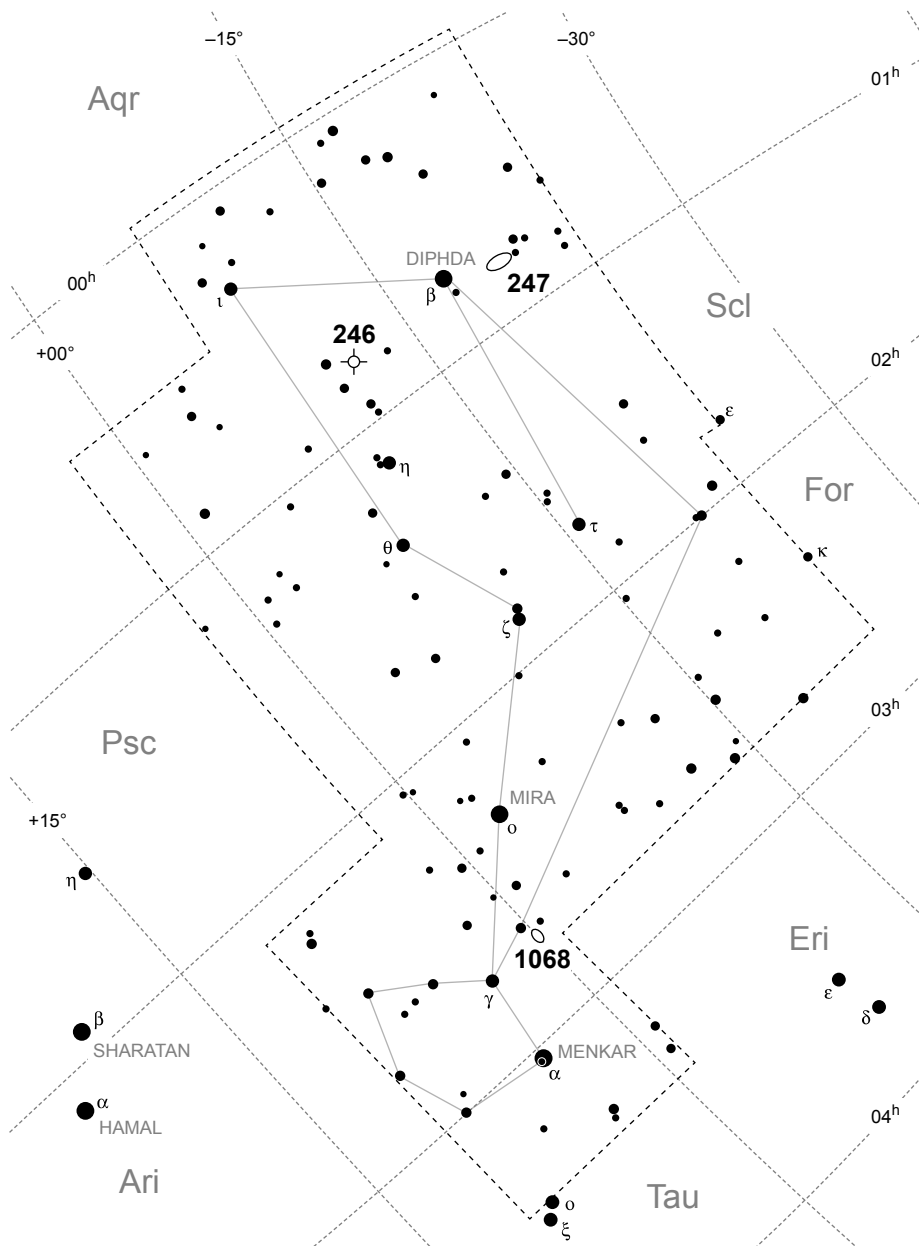 –15°
–30°
01ʰ
Aqr
DIPHDA
β
247
00ʰ
ι
Scl
246
+00°
02ʰ
ε
η
For
τ
θ
κ
ζ
03ʰ
Psc
MIRA
ο
+15°
η
Eri
1068
ε
γ
δ
β
SHARATAN
MENKAR
α
α
HAMAL
04ʰ
Ari
Tau
ο
ξ